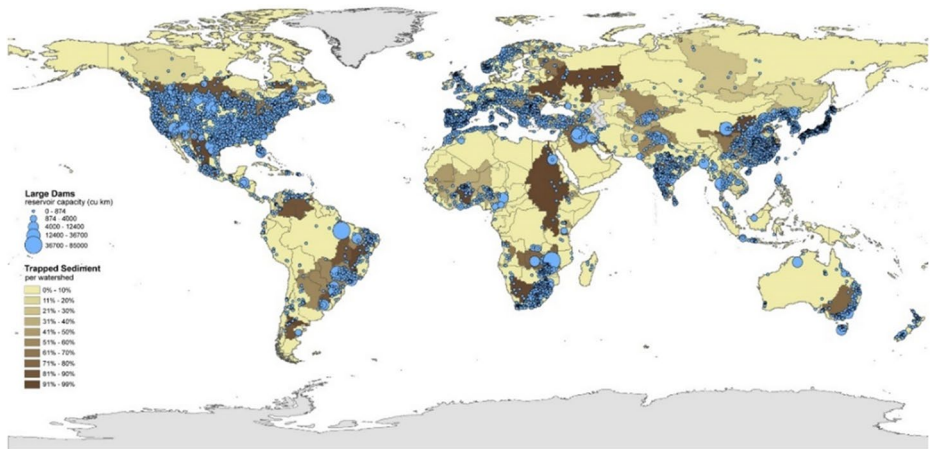 Large Dams
reservoir capacity (cu km)
0 - 874
874 - 4000
4000 - 12400
12400 - 36700
36700 - 85000
Trapped Sediment
per watershed
0% - 10%
11% - 20%
21% - 30%
31% - 40%
41% - 50%
51% - 60%
61% - 70%
71% - 80%
81% - 90%
91% - 99%